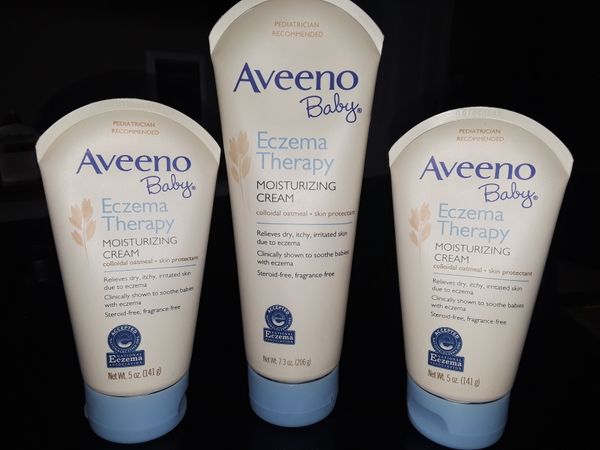 PEDIATRICIAN
RECOMMENDED
Aveeno
Baby®
Eczema
Therapy
MOISTURIZING
CREAM
colloidal oatmeal • skin protectant
Relieves dry, itchy, irritated skin
due to eczema
Clinically shown to soothe babies
with eczema
Steroid-free, fragrance-free
ACCEPTED
NATIONAL
Eczema
ASSOCIATION
Net Wt. 5 oz. (141 g)
PEDIATRICIAN
RECOMMENDED
Aveeno
Baby®
Eczema
Therapy
MOISTURIZING
CREAM
colloidal oatmeal • skin protectant
Relieves dry, itchy, irritated skin
due to eczema
Clinically shown to soothe babies
with eczema
Steroid-free, fragrance-free
ACCEPTED
NATIONAL
Eczema
ASSOCIATION
Net Wt. 7.3 oz. (206 g)
PEDIATRICIAN
RECOMMENDED
Aveeno
Baby®
Eczema
Therapy
MOISTURIZING
CREAM
colloidal oatmeal • skin protectant
Relieves dry, itchy, irritated skin
due to eczema
Clinically shown to soothe babies
with eczema
Steroid-free, fragrance-free
ACCEPTED
NATIONAL
Eczema
ASSOCIATION
Net Wt. 5 oz. (141 g)